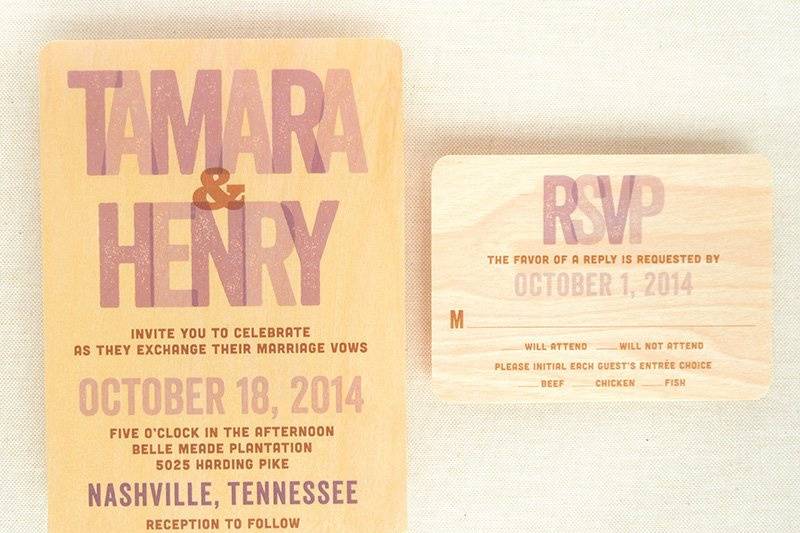 TAMARA
&
HENRY
INVITE YOU TO CELEBRATE
AS THEY EXCHANGE THEIR MARRIAGE VOWS
OCTOBER 18, 2014
FIVE O'CLOCK IN THE AFTERNOON
BELLE MEADE PLANTATION
5025 HARDING PIKE
NASHVILLE, TENNESSEE
RECEPTION TO FOLLOW
RSVP
THE FAVOR OF A REPLY IS REQUESTED BY
OCTOBER 1, 2014
M
WILL ATTEND WILL NOT ATTEND
PLEASE INITIAL EACH GUEST'S ENTRÉE CHOICE
BEEF CHICKEN FISH